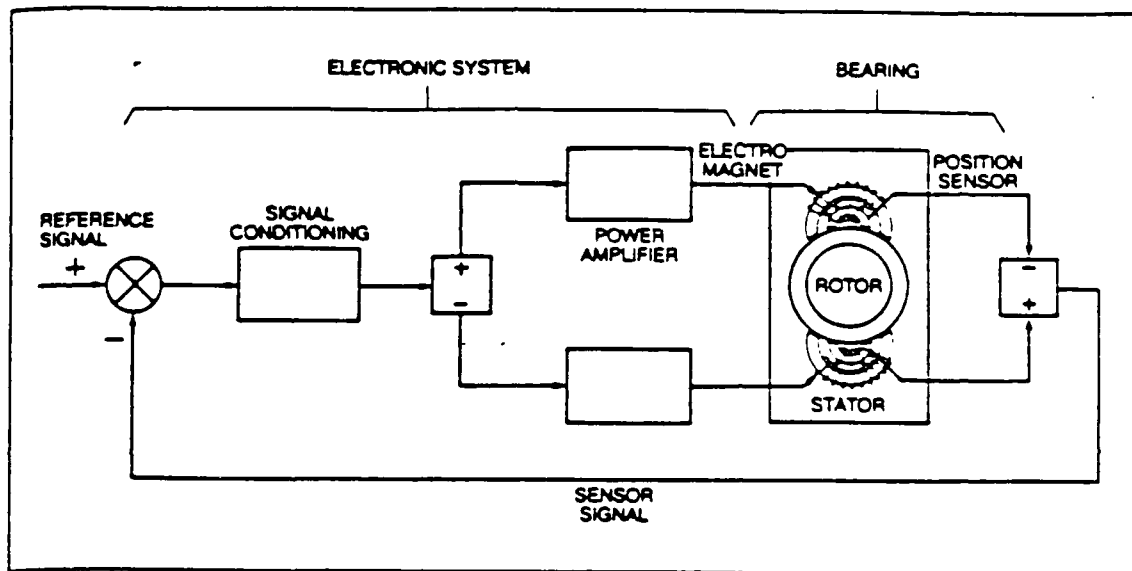 ELECTRONIC SYSTEM
BEARING
ELECTRO
MAGNET
POSITION
SENSOR
REFERENCE
SIGNAL
+
−
SIGNAL
CONDITIONING
+
−
POWER
AMPLIFIER
ROTOR
−
+
STATOR
SENSOR
SIGNAL